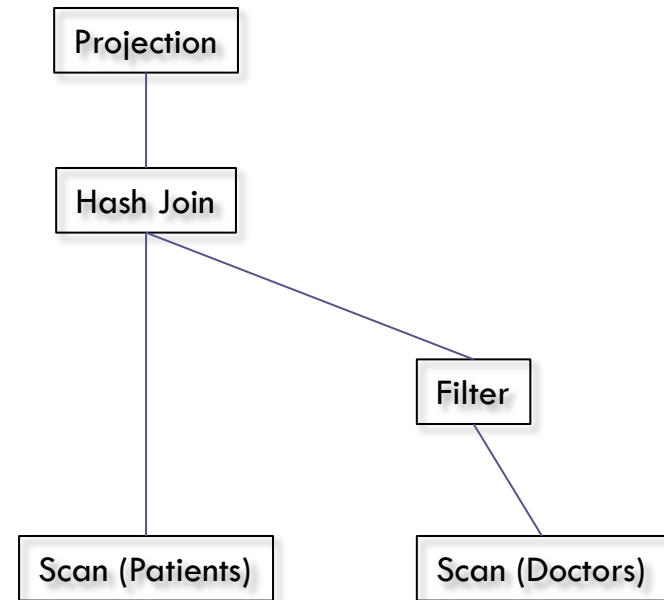 Projection
Hash Join
Filter
Scan (Patients)
Scan (Doctors)